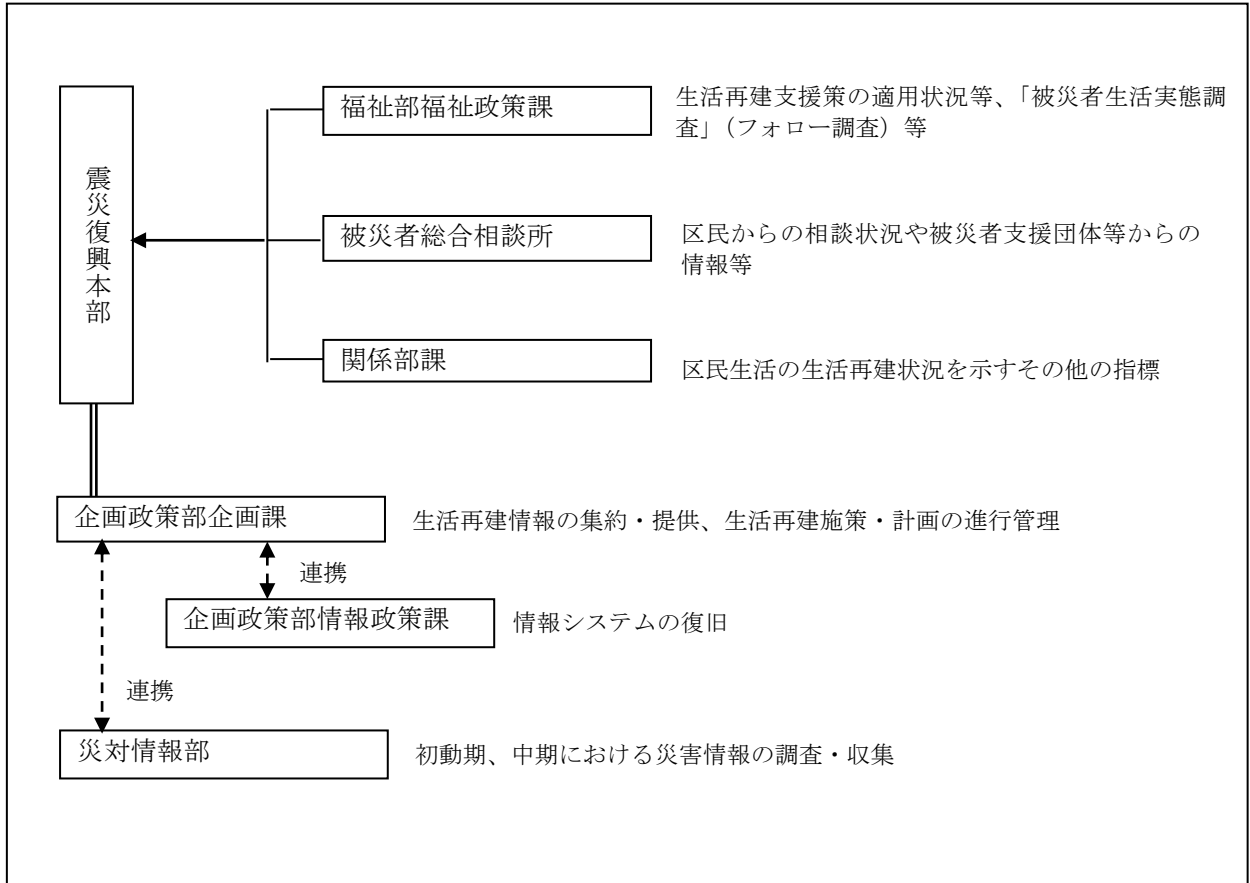 福祉部福祉政策課
生活再建支援策の適用状況等、「被災者生活実態調
査」（フォロー調査）等
震災復興本部
被災者総合相談所
区民からの相談状況や被災者支援団体等からの
情報等
関係部課
区民生活の生活再建状況を示すその他の指標
企画政策部企画課
生活再建情報の集約・提供、生活再建施策・計画の進行管理
連携
企画政策部情報政策課
情報システムの復旧
連携
災対情報部
初動期、中期における災害情報の調査・収集